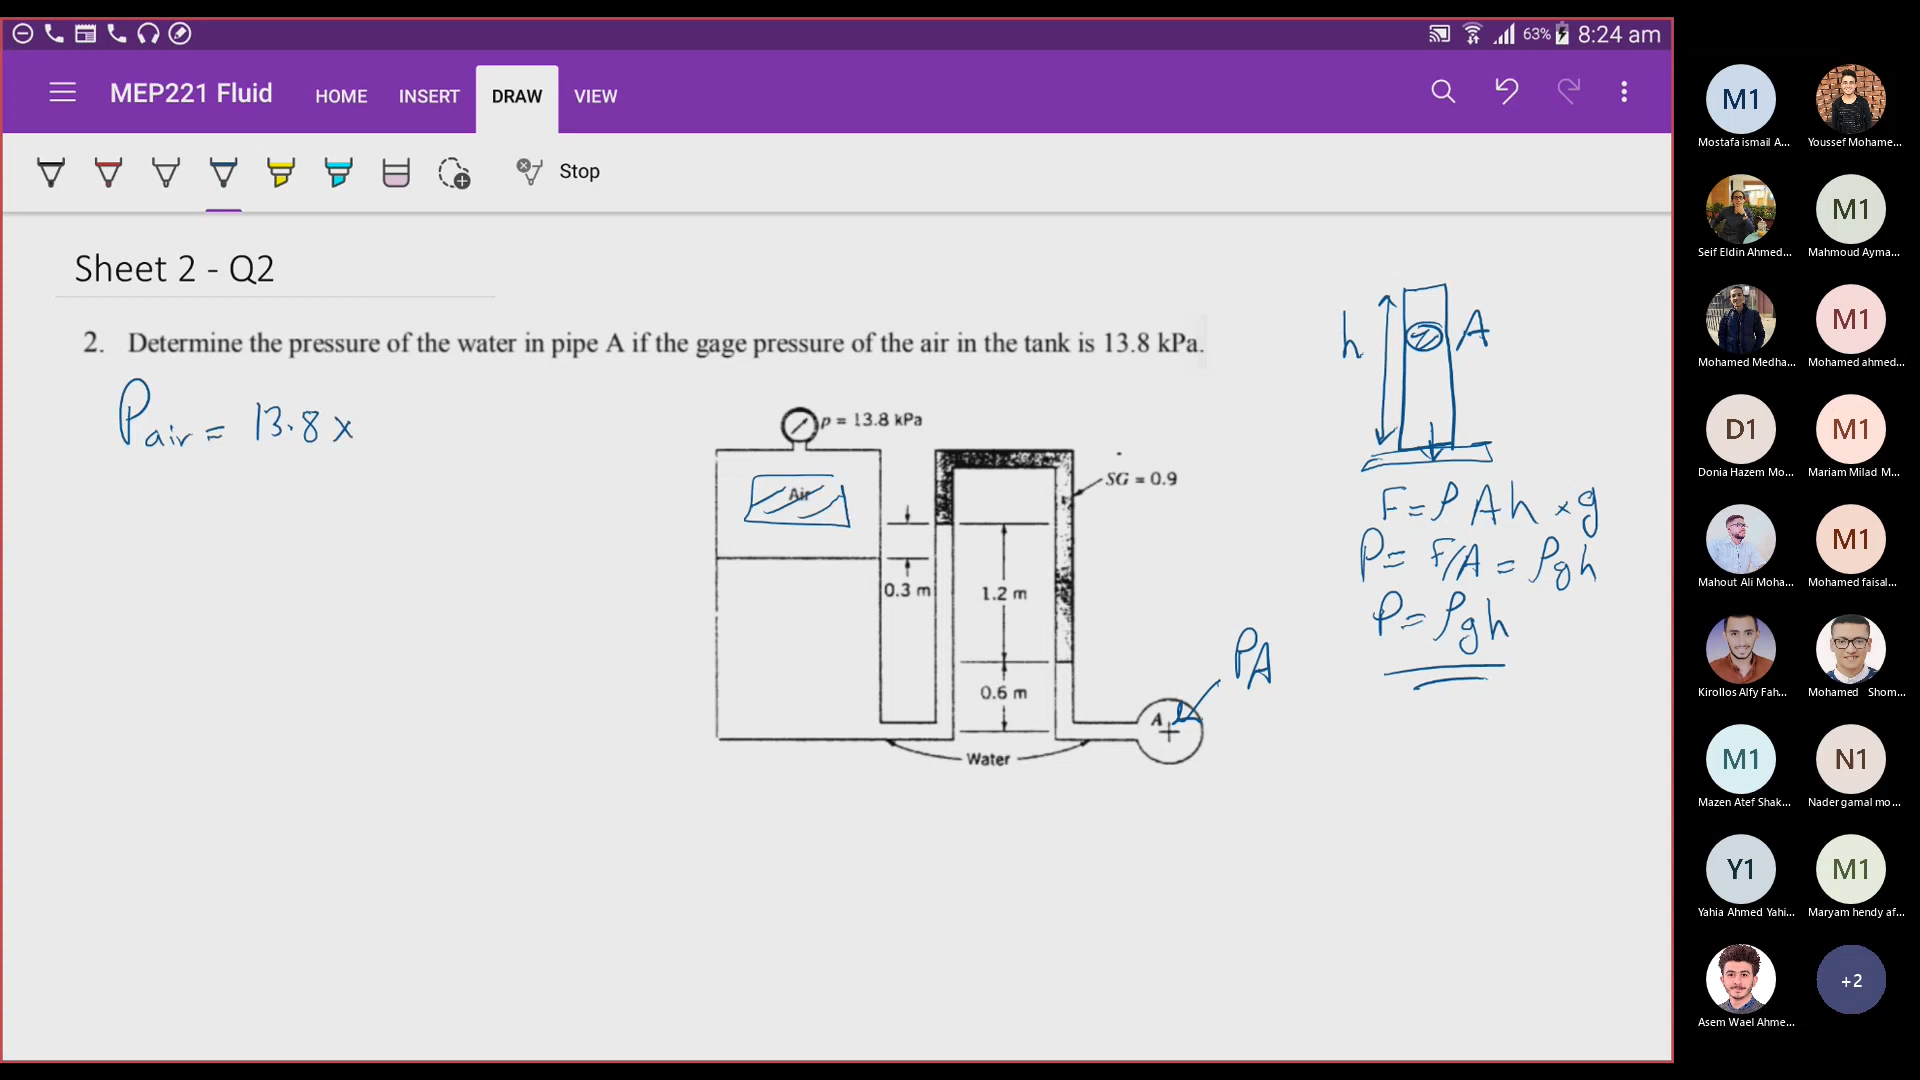 63% 8:24 am
MEP221 Fluid HOME INSERT DRAW VIEW
Stop
Sheet 2 - Q2
2. Determine the pressure of the water in pipe A if the gage pressure of the air in the tank is 13.8 kPa.
Pair = 13.8 x
p = 13.8 kPa
Air
SG = 0.9
0.3 m
1.2 m
0.6 m
A
Water
PA
h
A
F = ρ A h × g
P = F/A = ρgh
P = ρgh
M1
Mostafa ismail A...
Youssef Mohame...
Seif Eldin Ahmed...
M1
Mahmoud Ayma...
Mohamed Medha...
M1
Mohamed ahmed...
D1
Donia Hazem Mo...
M1
Mariam Milad M...
Mahout Ali Moha...
M1
Mohamed faisal...
Kirollos Alfy Fah...
Mohamed Shom...
M1
Mazen Atef Shak...
N1
Nader gamal mo...
Y1
Yahia Ahmed Yahi...
M1
Maryam hendy af...
Asem Wael Ahme...
+2